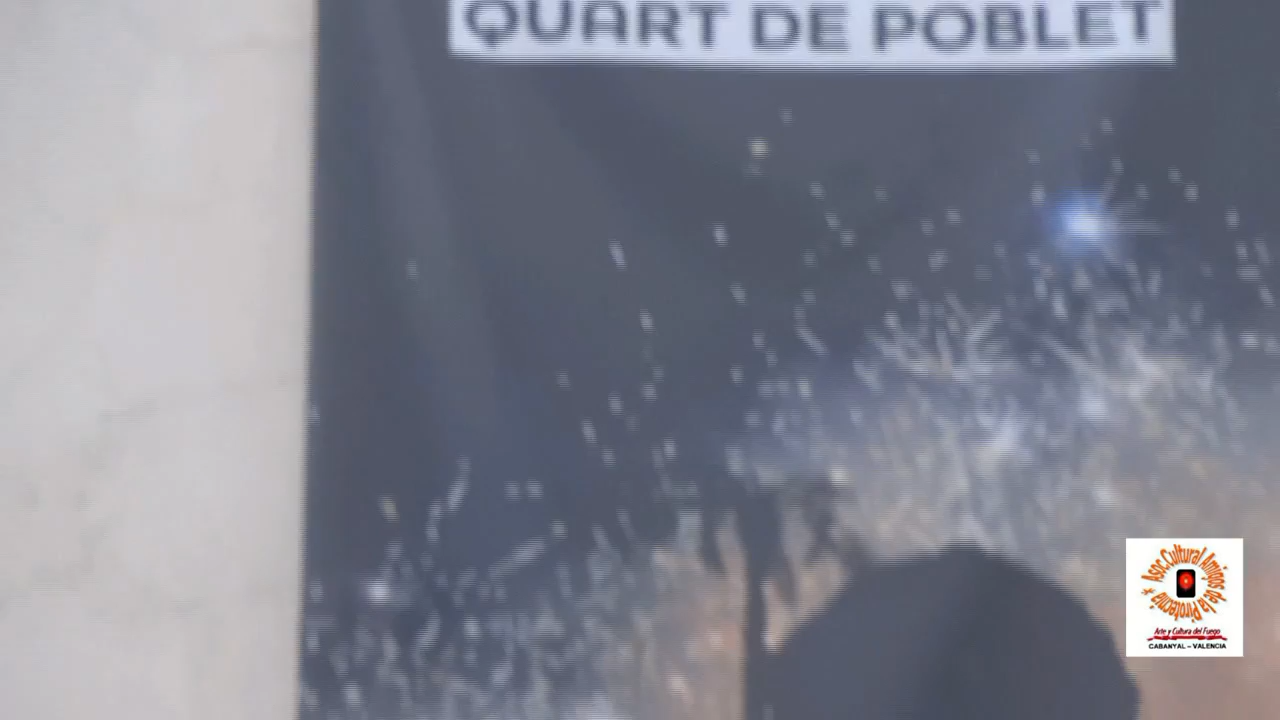 QUART DE POBLET
Asoc.Cultural Amigos de la Pirotecnia *
Arte y Cultura del Fuego
CABANYAL - VALENCIA